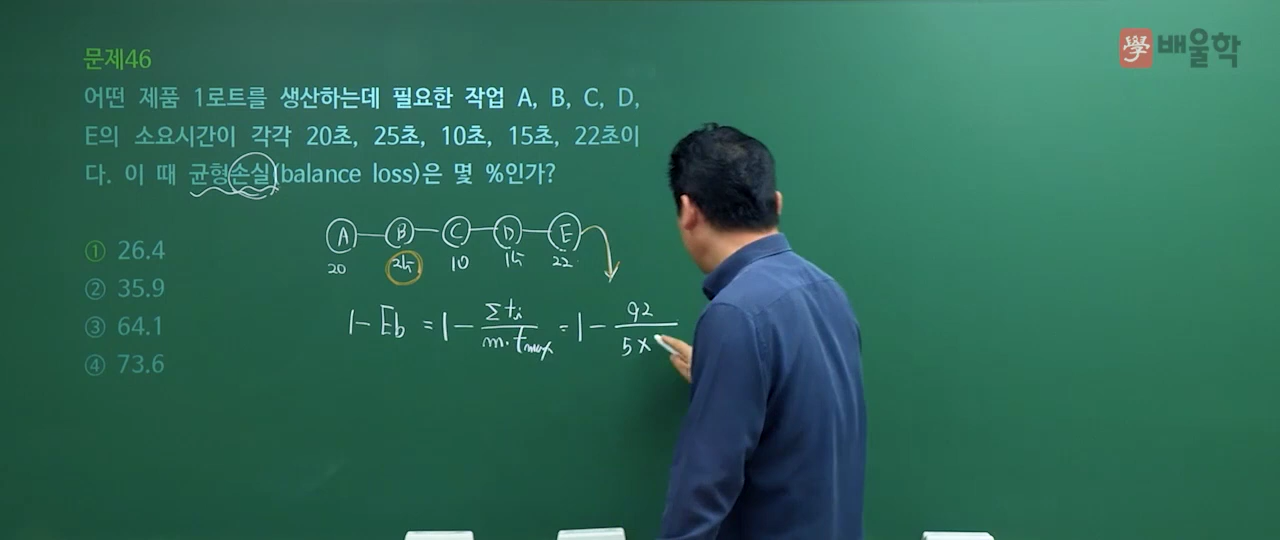 學 배울학
문제46
어떤 제품 1로트를 생산하는데 필요한 작업 A, B, C, D,
E의 소요시간이 각각 20초, 25초, 10초, 15초, 22초이
다. 이 때 균형손실(balance loss)은 몇 %인가?
① 26.4
② 35.9
③ 64.1
④ 73.6
A B C D E
20 25 10 15 22
1 - Eb = 1 - Σti / m·tmax = 1 - 92 / 5×